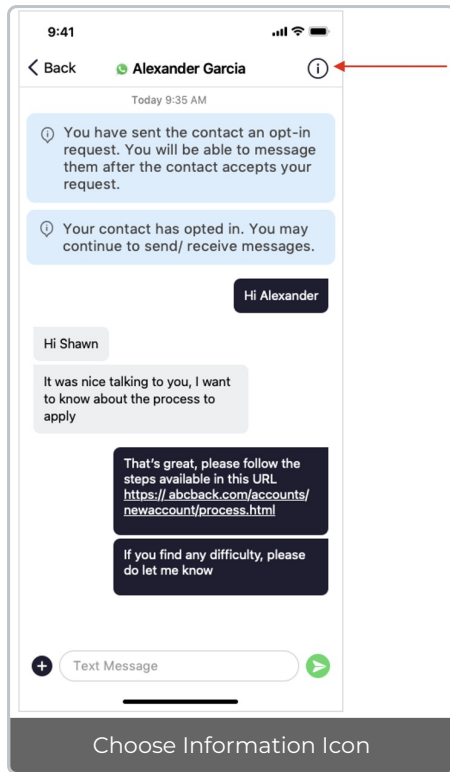 9:41
Back
Alexander Garcia
Today 9:35 AM
You have sent the contact an opt-in
request. You will be able to message
them after the contact accepts your
request.
Your contact has opted in. You may
continue to send/ receive messages.
Hi Alexander
Hi Shawn
It was nice talking to you, I want
to know about the process to
apply
That's great, please follow the
steps available in this URL
https:// abcback.com/accounts/
newaccount/process.html
If you find any difficulty, please
do let me know
Text Message
Choose Information Icon